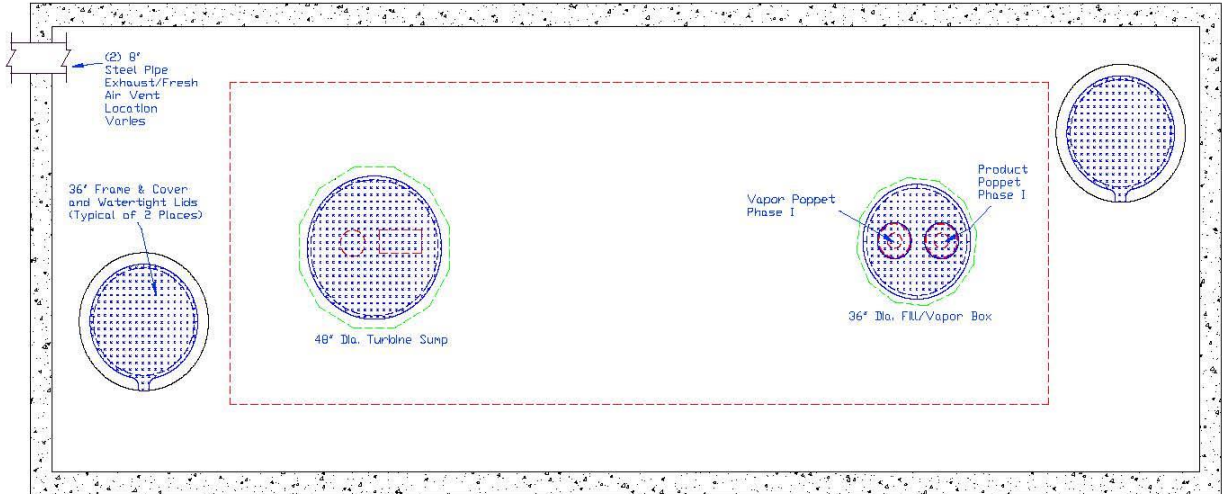 (2) 8"
Steel Pipe
Exhaust/Fresh
Air Vent
Location
Varies
36" Frame & Cover
and Watertight Lids
(Typical of 2 Places)
48" Dia. Turbine Sump
Vapor Poppet
Phase I
Product
Poppet
Phase I
36" Dia. Fill/Vapor Box